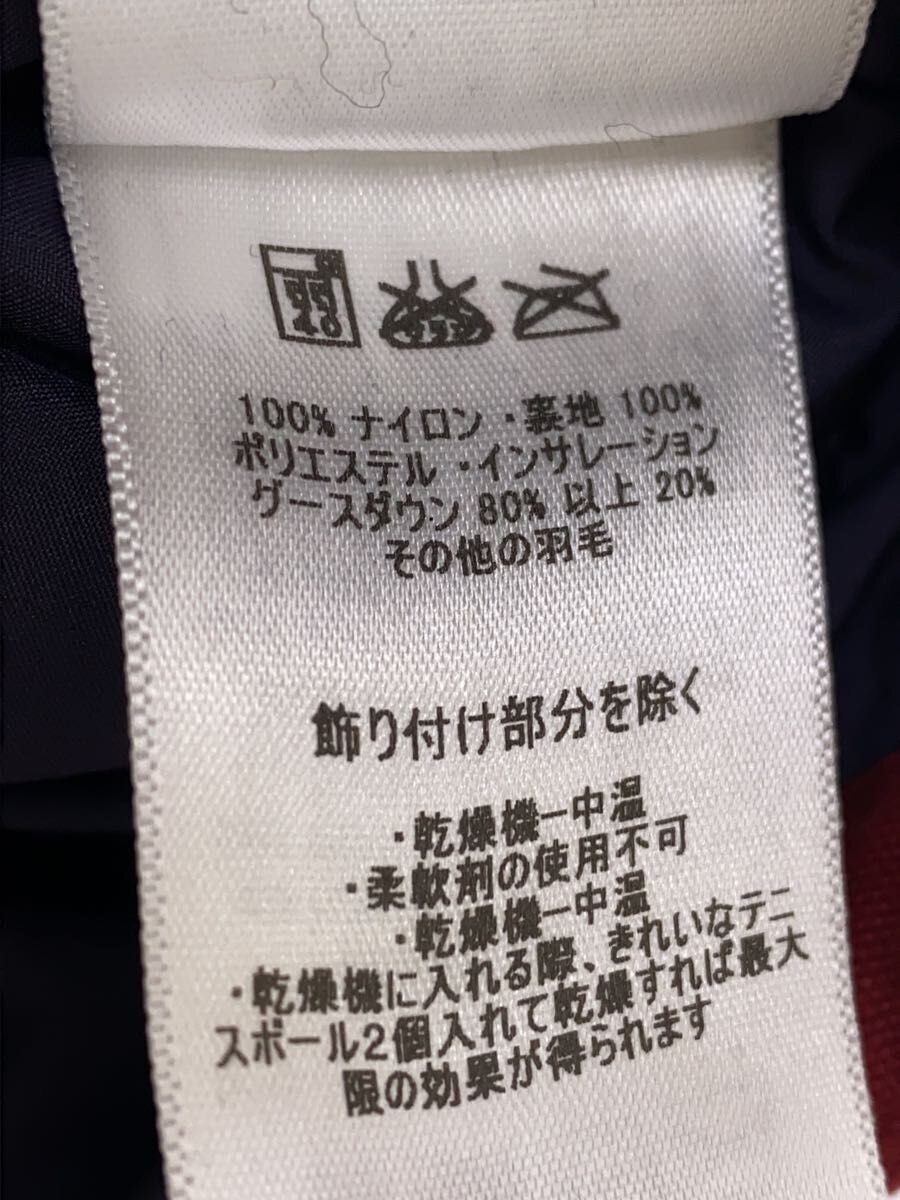 100% ナイロン ・裏地 100%
ポリエステル ・インサレーション
グースダウン 80% 以上 20%
その他の羽毛
飾り付け部分を除く
・乾燥機ー中温
・柔軟剤の使用不可
・乾燥機ー中温
・乾燥機に入れる際、きれいなテニ
スボール2個入れて乾燥すれば最大
限の効果が得られます